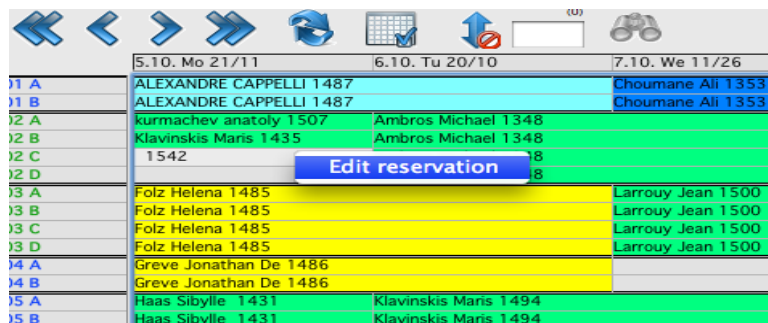 (0)
5.10. Mo 21/11 6.10. Tu 20/10 7.10. We 11/26
01 A ALEXANDRE CAPPELLI 1487 Choumane Ali 1353
01 B ALEXANDRE CAPPELLI 1487 Choumane Ali 1353
02 A kurmachev anatoly 1507 Ambros Michael 1348
02 B Klavinskis Maris 1435 Ambros Michael 1348
02 C 1542 Edit reservation
02 D
03 A Folz Helena 1485 Larrouy Jean 1500
03 B Folz Helena 1485 Larrouy Jean 1500
03 C Folz Helena 1485 Larrouy Jean 1500
03 D Folz Helena 1485 Larrouy Jean 1500
04 A Greve Jonathan De 1486
04 B Greve Jonathan De 1486
05 A Haas Sibylle 1431 Klavinskis Maris 1494
05 B Haas Sibylle 1431 Klavinskis Maris 1494